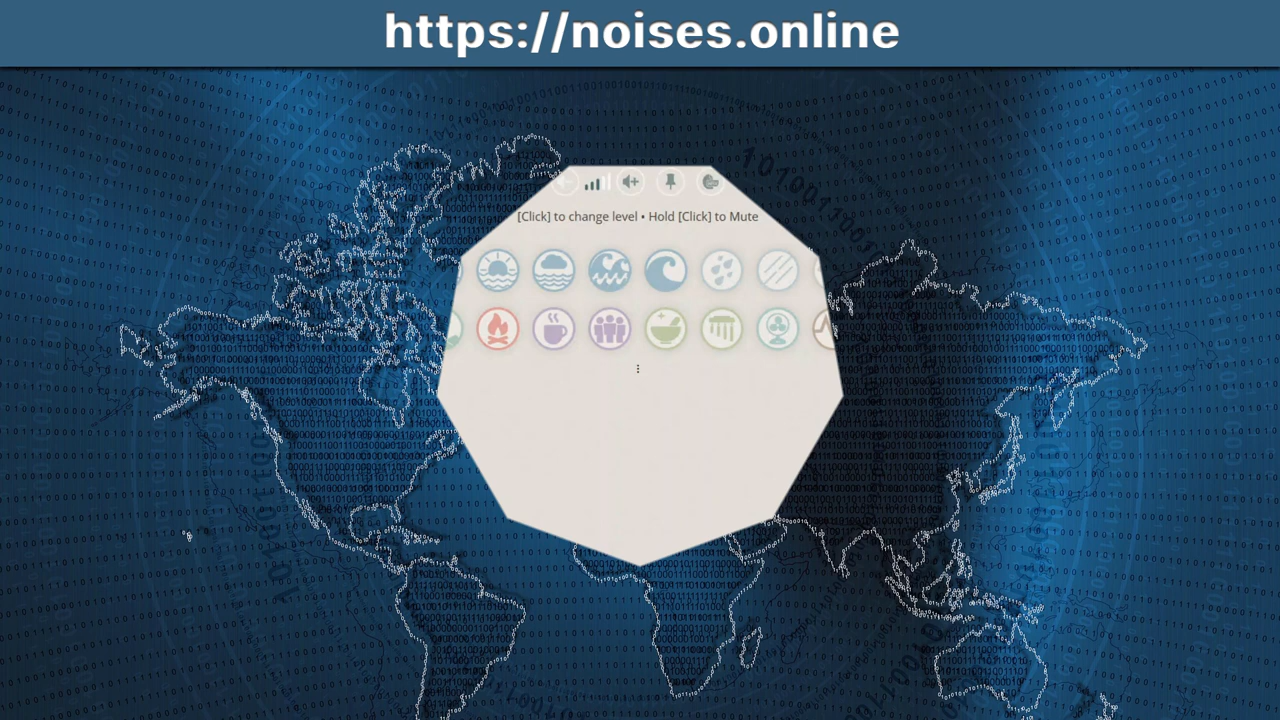 https://noises.online
[Click] to change level • Hold [Click] to Mute